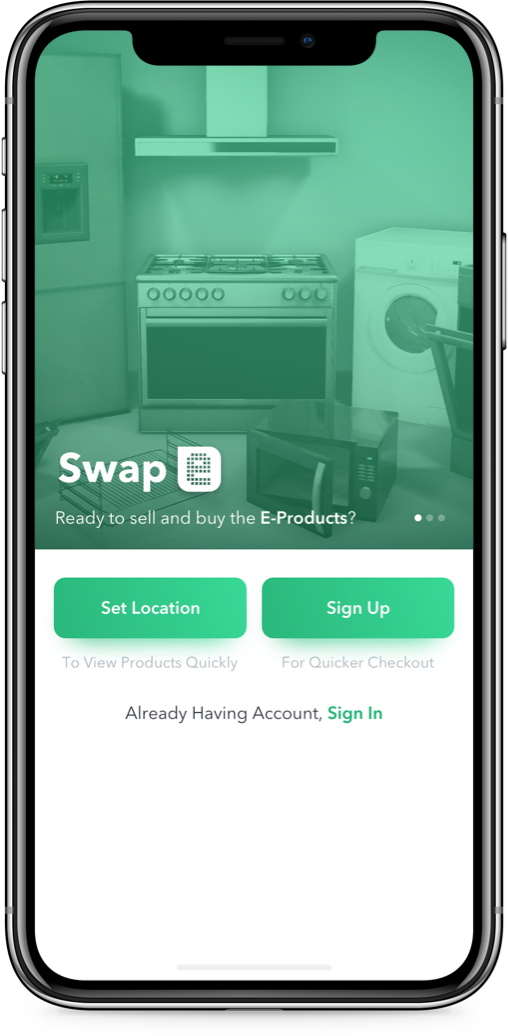 Swap e
Ready to sell and buy the E-Products?
Set Location
Sign Up
To View Products Quickly
For Quicker Checkout
Already Having Account, Sign In